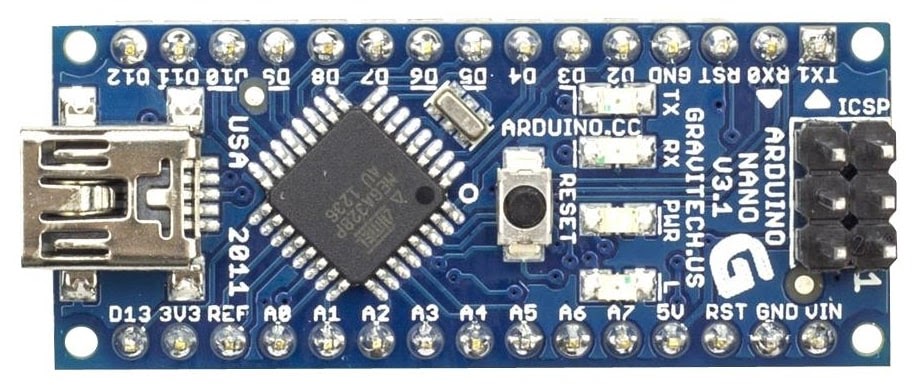 D12 D11 D10 D9 D8 D7 D6 D5 D4 D3 D2 GND RST RX0 TX1
ICSP
TX
RX
PWR
L
ARDUINO.CC
RESET
GRAVITECH.US
ARDUINO
NANO
V3.1
USA 2011
MEGA328P
AU 1236
G
1
D13 3V3 REF A0 A1 A2 A3 A4 A5 A6 A7 5V RST GND VIN